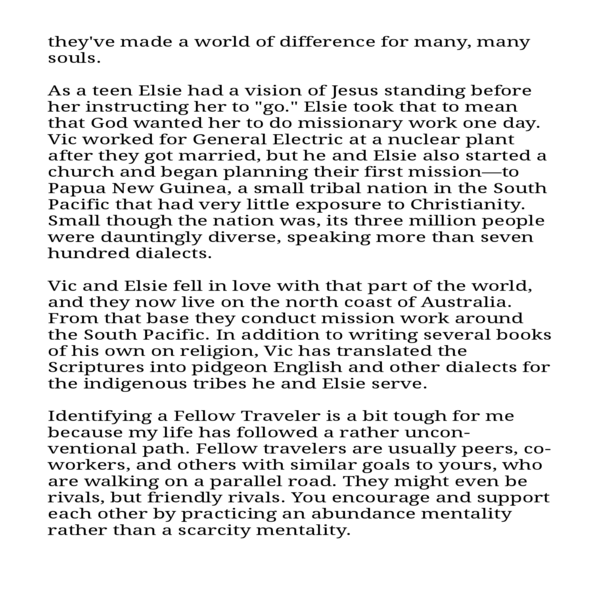 they've made a world of difference for many, many
souls.
As a teen Elsie had a vision of Jesus standing before
her instructing her to "go." Elsie took that to mean
that God wanted her to do missionary work one day.
Vic worked for General Electric at a nuclear plant
after they got married, but he and Elsie also started a
church and began planning their first mission—to
Papua New Guinea, a small tribal nation in the South
Pacific that had very little exposure to Christianity.
Small though the nation was, its three million people
were dauntingly diverse, speaking more than seven
hundred dialects.
Vic and Elsie fell in love with that part of the world,
and they now live on the north coast of Australia.
From that base they conduct mission work around
the South Pacific. In addition to writing several books
of his own on religion, Vic has translated the
Scriptures into pidgeon English and other dialects for
the indigenous tribes he and Elsie serve.
Identifying a Fellow Traveler is a bit tough for me
because my life has followed a rather uncon-
ventional path. Fellow travelers are usually peers, co-
workers, and others with similar goals to yours, who
are walking on a parallel road. They might even be
rivals, but friendly rivals. You encourage and support
each other by practicing an abundance mentality
rather than a scarcity mentality.